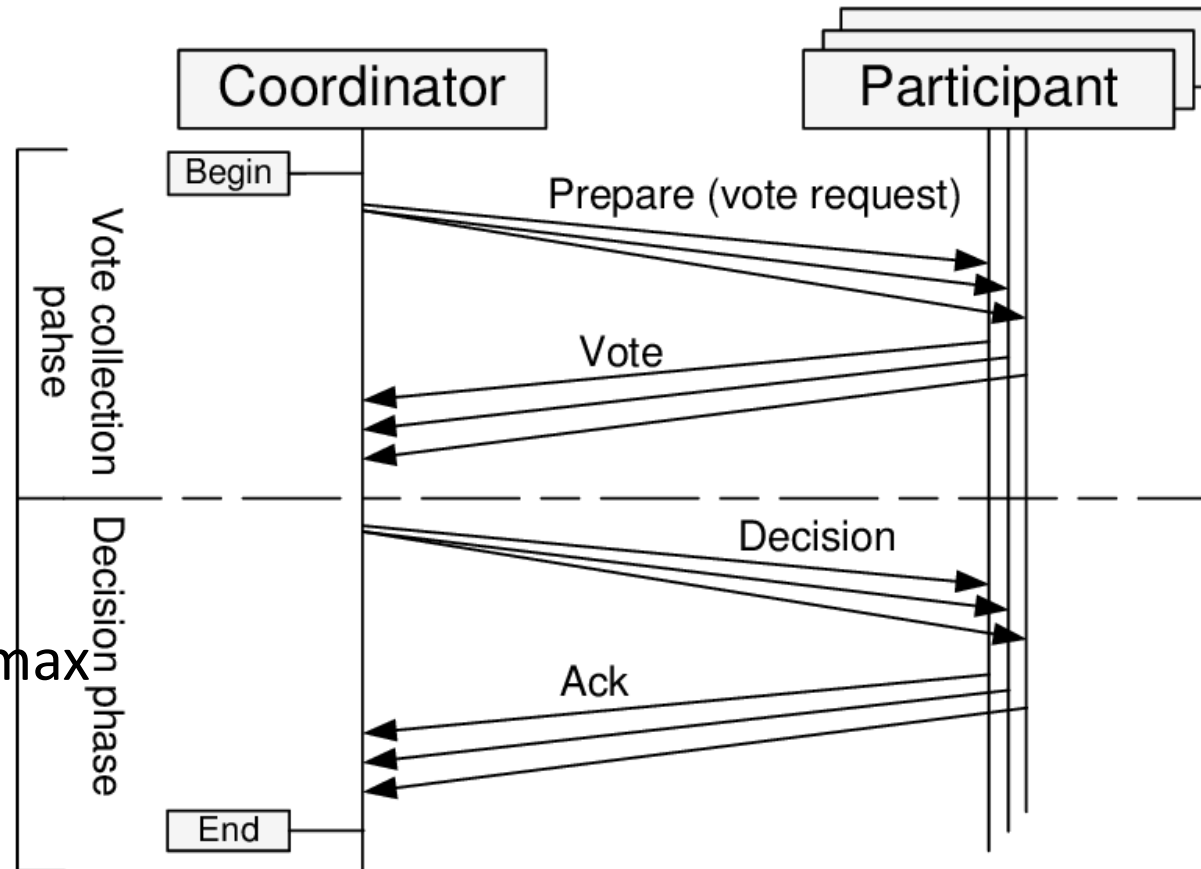 Coordinator
Participant
Begin
Prepare (vote request)
Vote collection
pahse
Vote
Decision
Decision phase
max
Ack
End